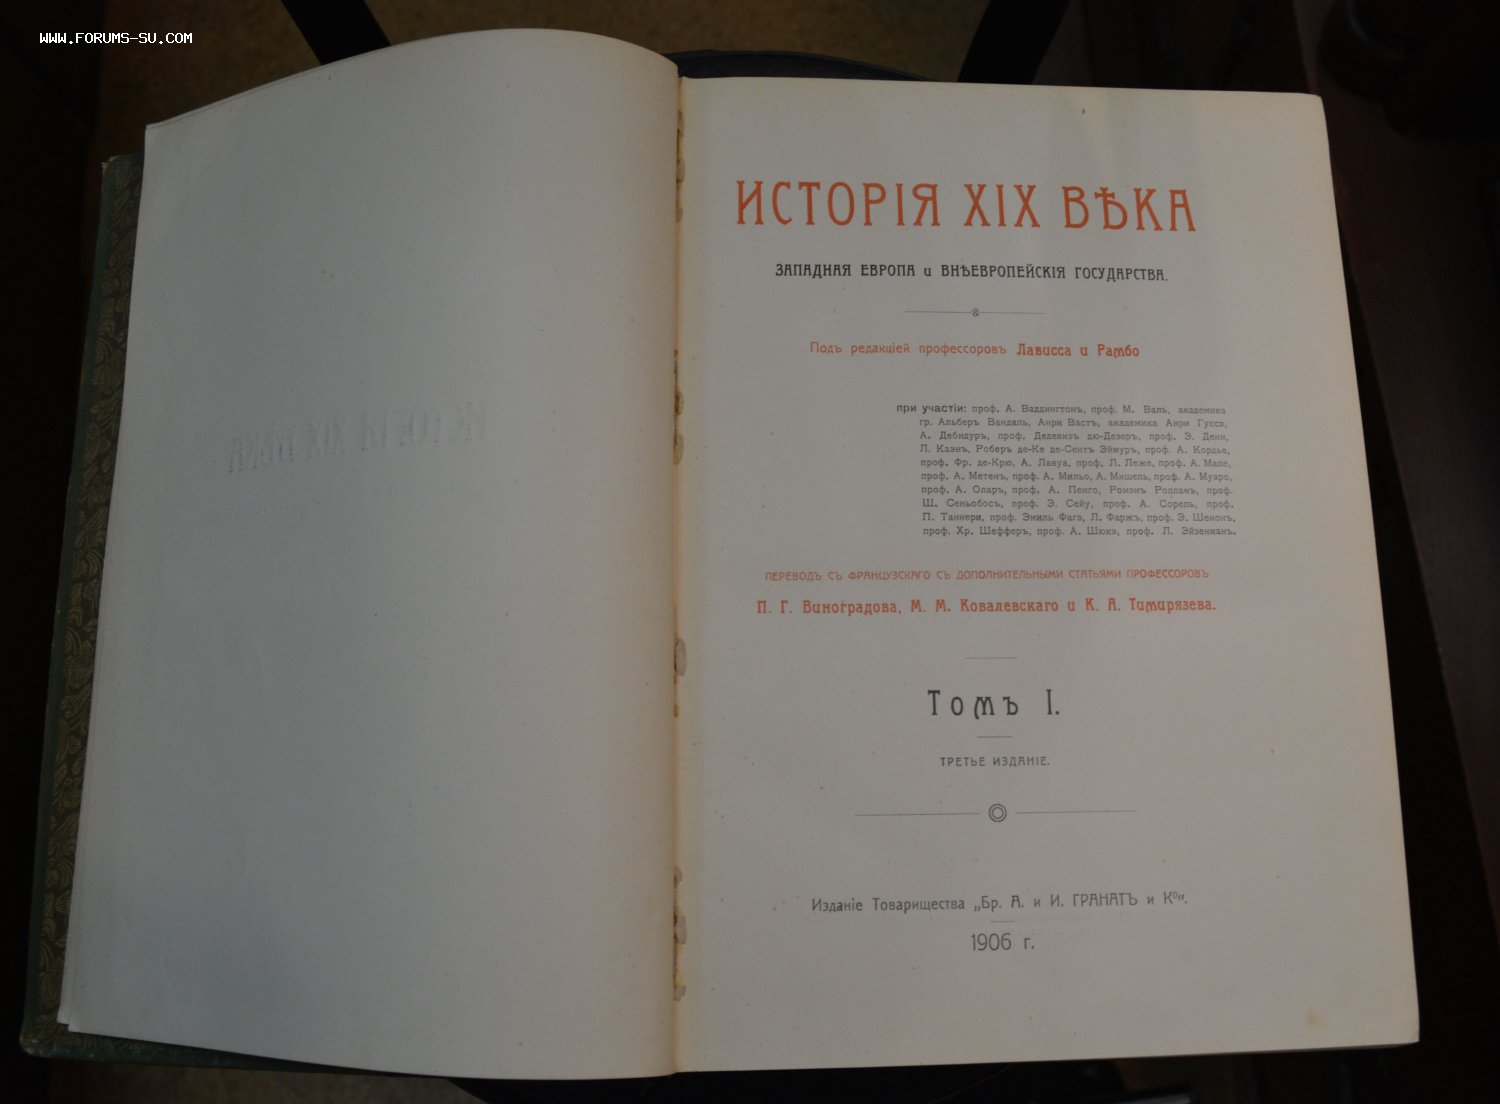 WWW.FORUMS-SU.COM
ИСТОРІЯ XIX ВѢКА
ЗАПАДНАЯ ЕВРОПА и ВНѢЕВРОПЕЙСКІЯ ГОСУДАРСТВА.
Подъ редакціей профессоровъ Лависса и Рамбо
при участіи: проф. А. Ваддингтонъ, проф. М. Валь, академика
гр. Альберъ Вандаль, Анри Вастъ, академика Анри Гуссэ,
А. Дебидуръ, проф. Дедевизъ дю-Дезеръ, проф. Э. Дени,
Л. Каэнъ, Роберъ де-Ке де-Сентъ Эймуръ, проф. А. Кордье,
проф. Фр. де-Крю, А. Лавуа, проф. Л. Леже, проф. А. Мале,
проф. А. Метенъ, проф. А. Мильо, А. Мишель, проф. А. Муаро,
проф. А. Оларъ, проф. А. Пенго, Ромэнъ Ролланъ, проф.
Ш. Сеньобосъ, проф. Э. Сейу, проф. А. Сорель, проф.
П. Таннери, проф. Эмиль Фагэ, Л. Фаржъ, проф. Э. Шенонъ,
проф. Хр. Шефферъ, проф. А. Шюкэ, проф. Л. Эйзенманъ.
ПЕРЕВОДЪ СЪ ФРАНЦУЗСКАГО СЪ ДОПОЛНИТЕЛЬНЫМИ СТАТЬЯМИ ПРОФЕССОРОВЪ
П. Г. Виноградова, М. М. Ковалевскаго и К. А. Тимирязева.
Томъ I.
ТРЕТЬЕ ИЗДАНІЕ.
Изданіе Товарищества „Бр. А. и И. ГРАНАТЪ и Ко“.
1906 г.